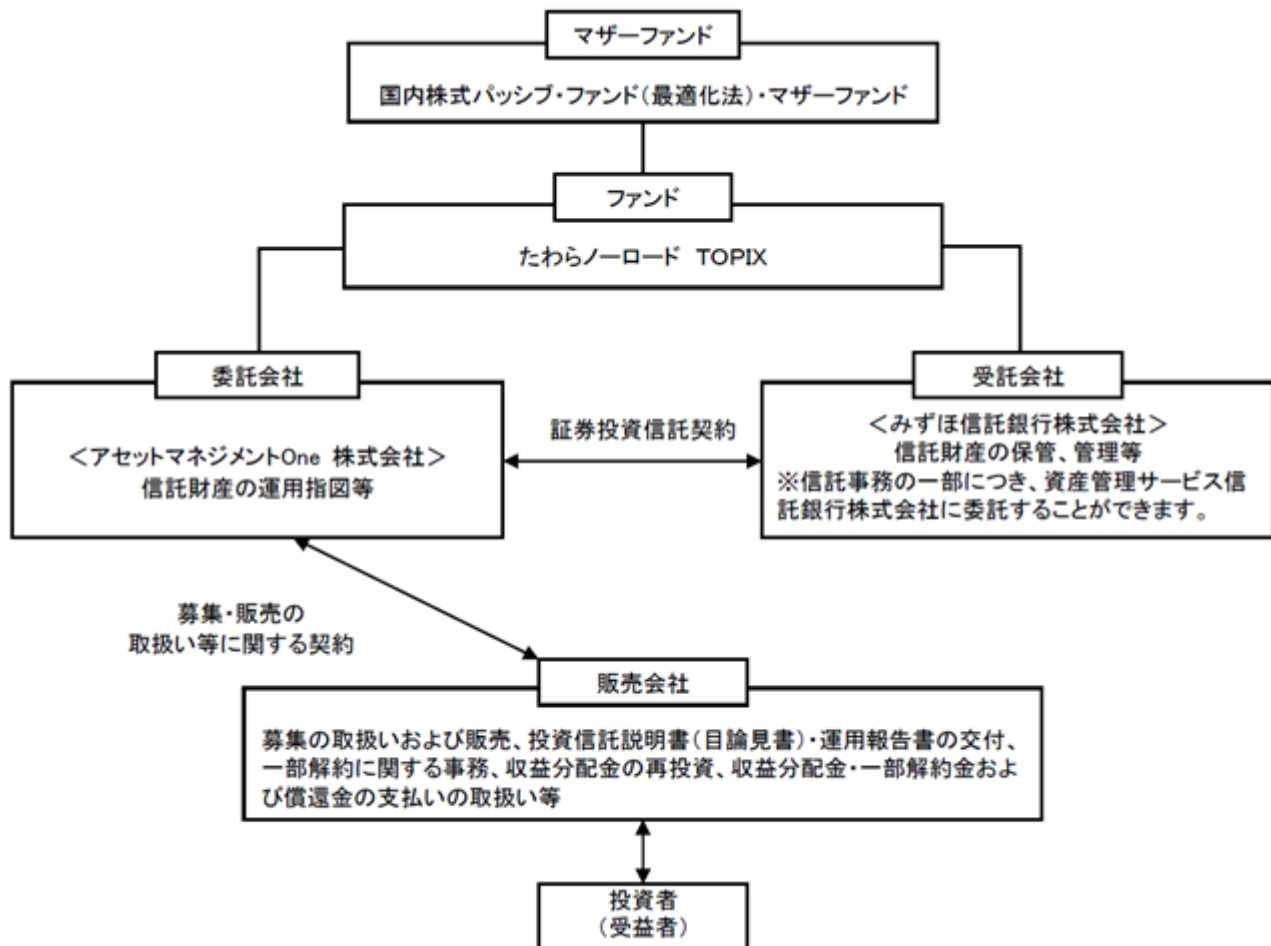 マザーファンド
国内株式パッシブ・ファンド(最適化法)・マザーファンド
ファンド
たわらノーロード TOPIX
委託会社
<アセットマネジメントOne 株式会社>
信託財産の運用指図等
証券投資信託契約
受託会社
<みずほ信託銀行株式会社>
信託財産の保管、管理等
※信託事務の一部につき、資産管理サービス信
託銀行株式会社に委託することができます。
募集・販売の
取扱い等に関する契約
販売会社
募集の取扱いおよび販売、投資信託説明書(目論見書)・運用報告書の交付、
一部解約に関する事務、収益分配金の再投資、収益分配金・一部解約金およ
び償還金の支払いの取扱い等
投資者
(受益者)